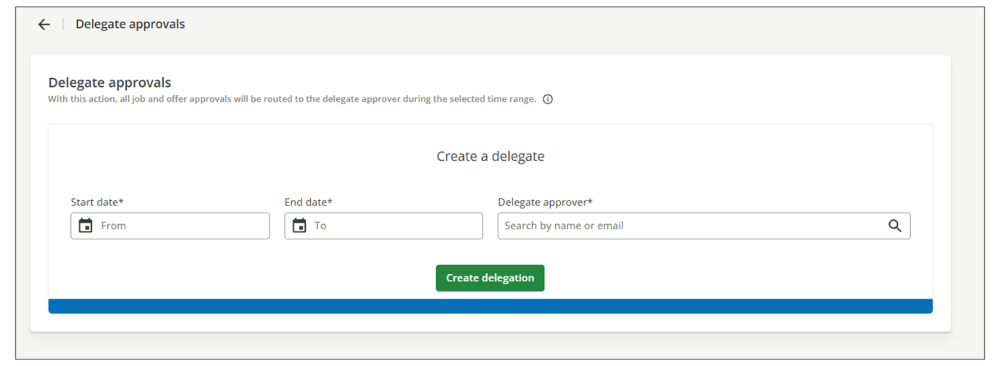 Delegate approvals
Delegate approvals
With this action, all job and offer approvals will be routed to the delegate approver during the selected time range.
Create a delegate
Start date* End date* Delegate approver*
From To Search by name or email
Create delegation